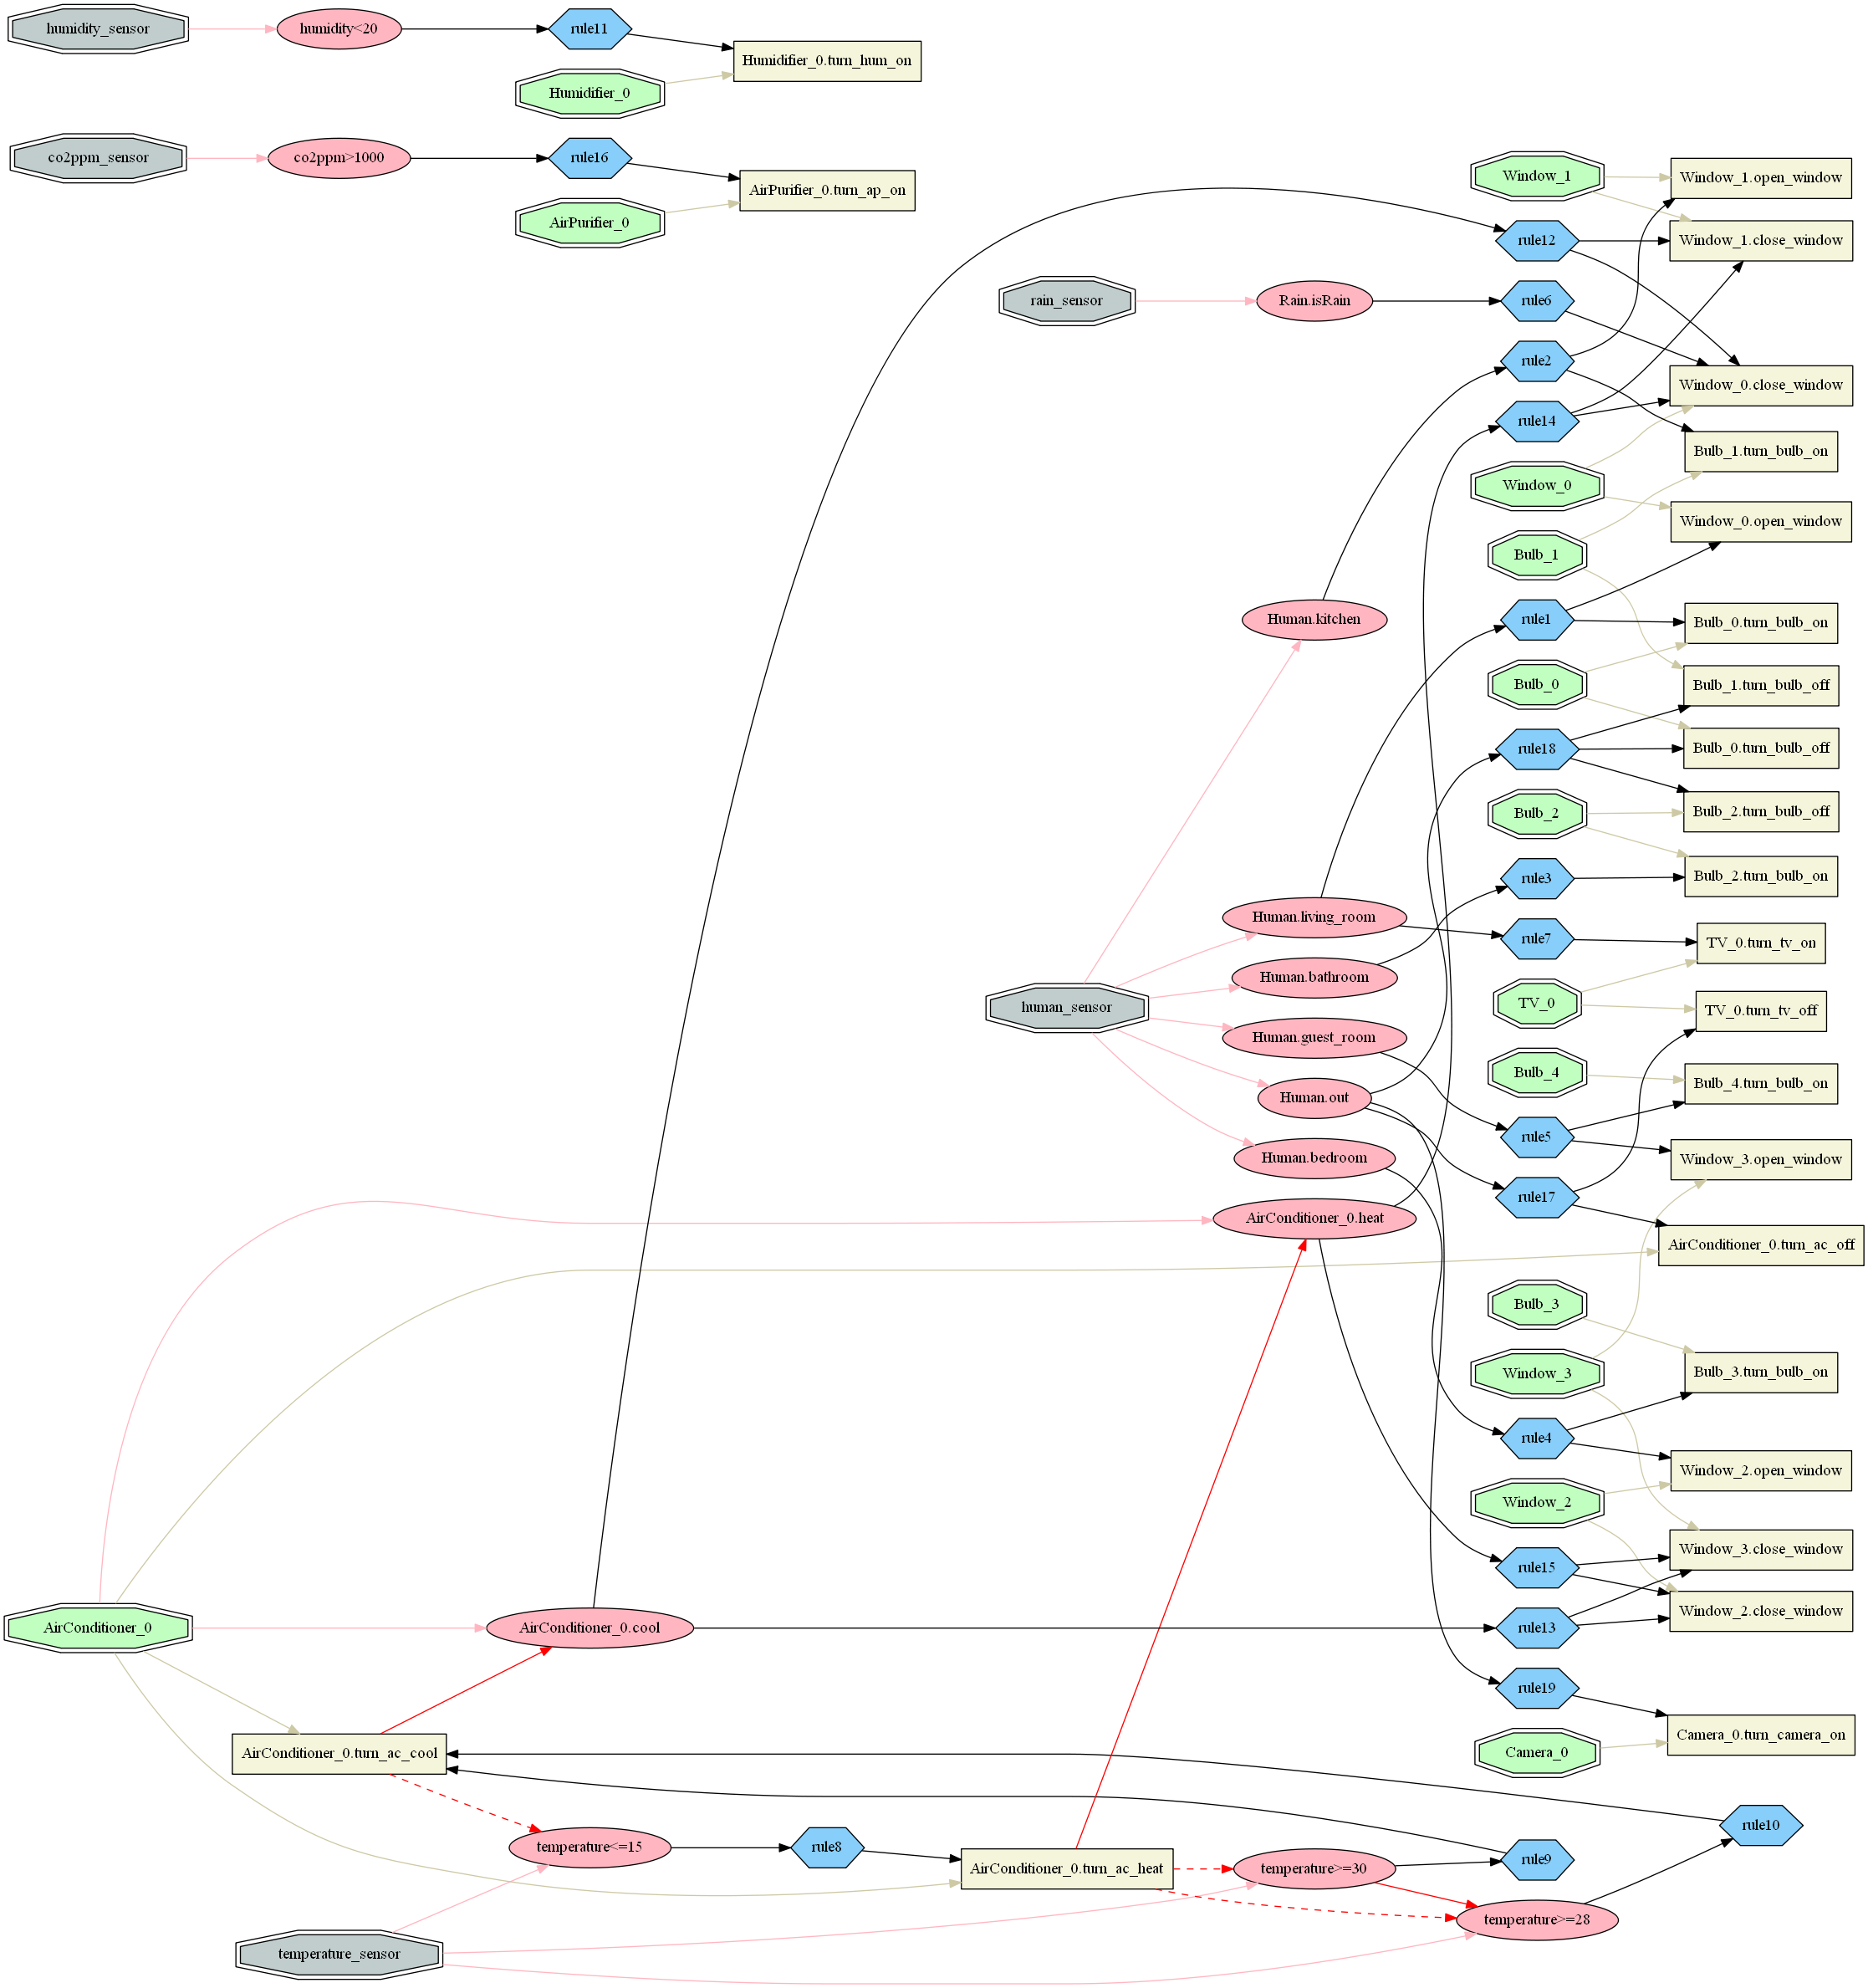 humidity_sensor
humidity<20
rule11
Humidifier_0.turn_hum_on
Humidifier_0
co2ppm_sensor
co2ppm>1000
rule16
AirPurifier_0.turn_ap_on
AirPurifier_0
Window_1
Window_1.open_window
rule12
Window_1.close_window
rain_sensor
Rain.isRain
rule6
rule2
Window_0.close_window
rule14
Bulb_1.turn_bulb_on
Window_0
Window_0.open_window
Bulb_1
Human.kitchen
rule1
Bulb_0.turn_bulb_on
Bulb_0
Bulb_1.turn_bulb_off
rule18
Bulb_0.turn_bulb_off
Bulb_2
Bulb_2.turn_bulb_off
rule3
Bulb_2.turn_bulb_on
Human.living_room
rule7
TV_0.turn_tv_on
Human.bathroom
human_sensor
TV_0
TV_0.turn_tv_off
Human.guest_room
Bulb_4
Bulb_4.turn_bulb_on
Human.out
rule5
Human.bedroom
Window_3.open_window
rule17
AirConditioner_0.heat
AirConditioner_0.turn_ac_off
Bulb_3
Window_3
Bulb_3.turn_bulb_on
rule4
Window_2.open_window
Window_2
Window_3.close_window
rule15
Window_2.close_window
AirConditioner_0
AirConditioner_0.cool
rule13
rule19
Camera_0.turn_camera_on
AirConditioner_0.turn_ac_cool
Camera_0
rule10
temperature<=15
rule8
AirConditioner_0.turn_ac_heat
temperature>=30
rule9
temperature>=28
temperature_sensor